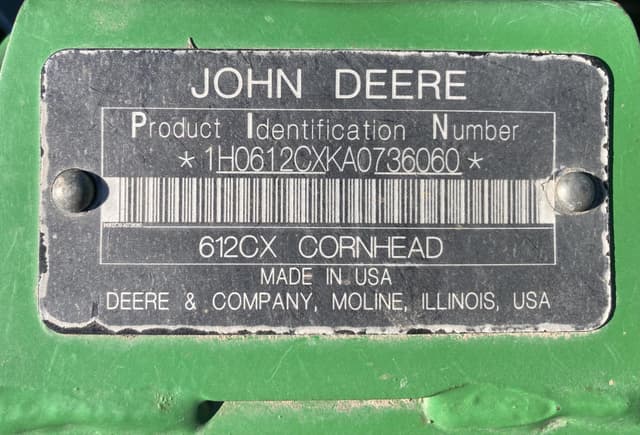 JOHN DEERE
Product Identification Number
*1H0612CXKA0736060*
612CX CORNHEAD
MADE IN USA
DEERE & COMPANY, MOLINE, ILLINOIS, USA